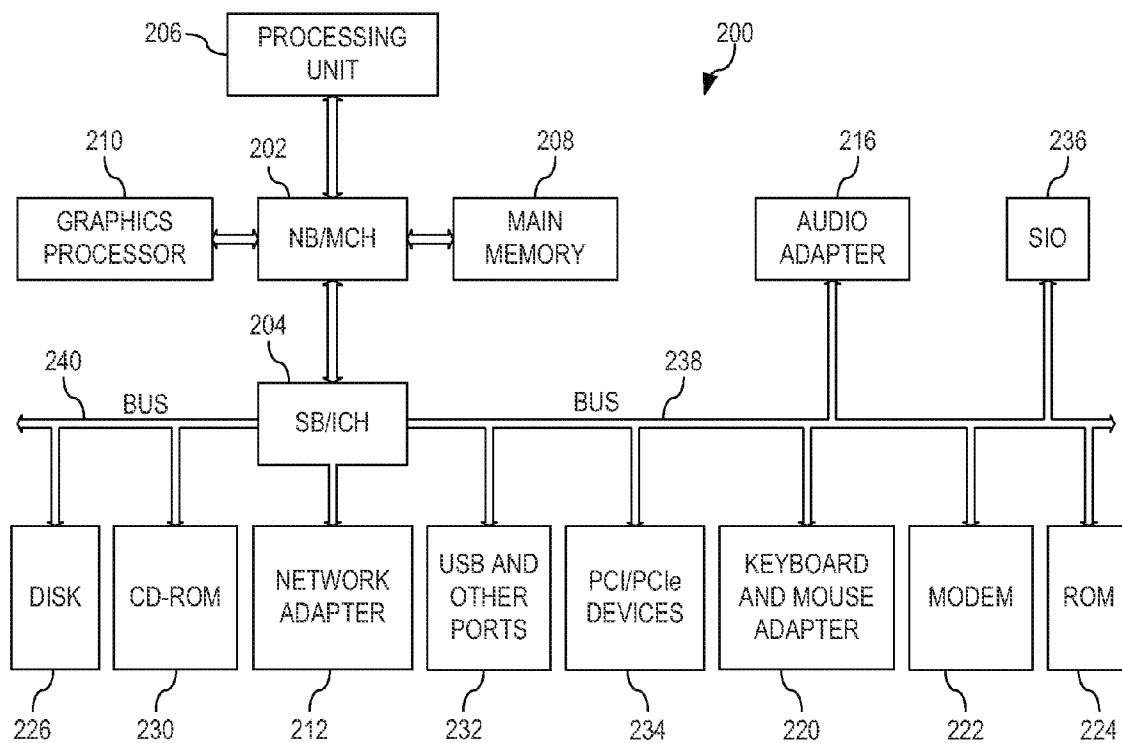 206
PROCESSING
UNIT
200
210
202
208
216
236
GRAPHICS
PROCESSOR
NB/MCH
MAIN
MEMORY
AUDIO
ADAPTER
SIO
204
240
238
BUS
SB/ICH
BUS
DISK
CD-ROM
NETWORK
ADAPTER
USB AND
OTHER
PORTS
PCI/PCIe
DEVICES
KEYBOARD
AND MOUSE
ADAPTER
MODEM
ROM
226
230
212
232
234
220
222
224